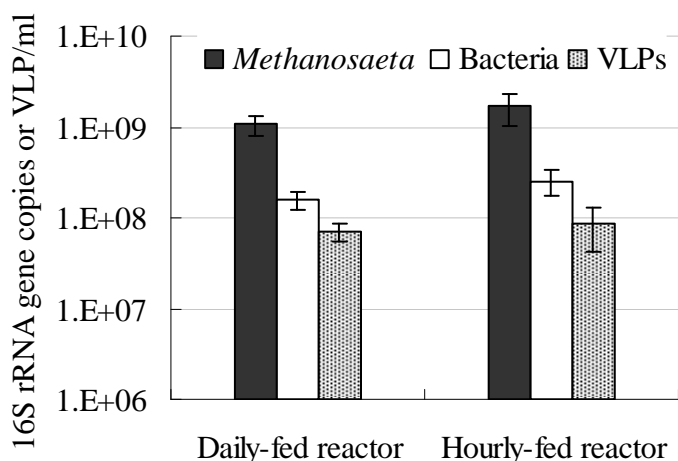 16S rRNA gene copies or VLP/ml
1.E+10
1.E+09
1.E+08
1.E+07
1.E+06
Methanosaeta Bacteria VLPs
Daily-fed reactor Hourly-fed reactor